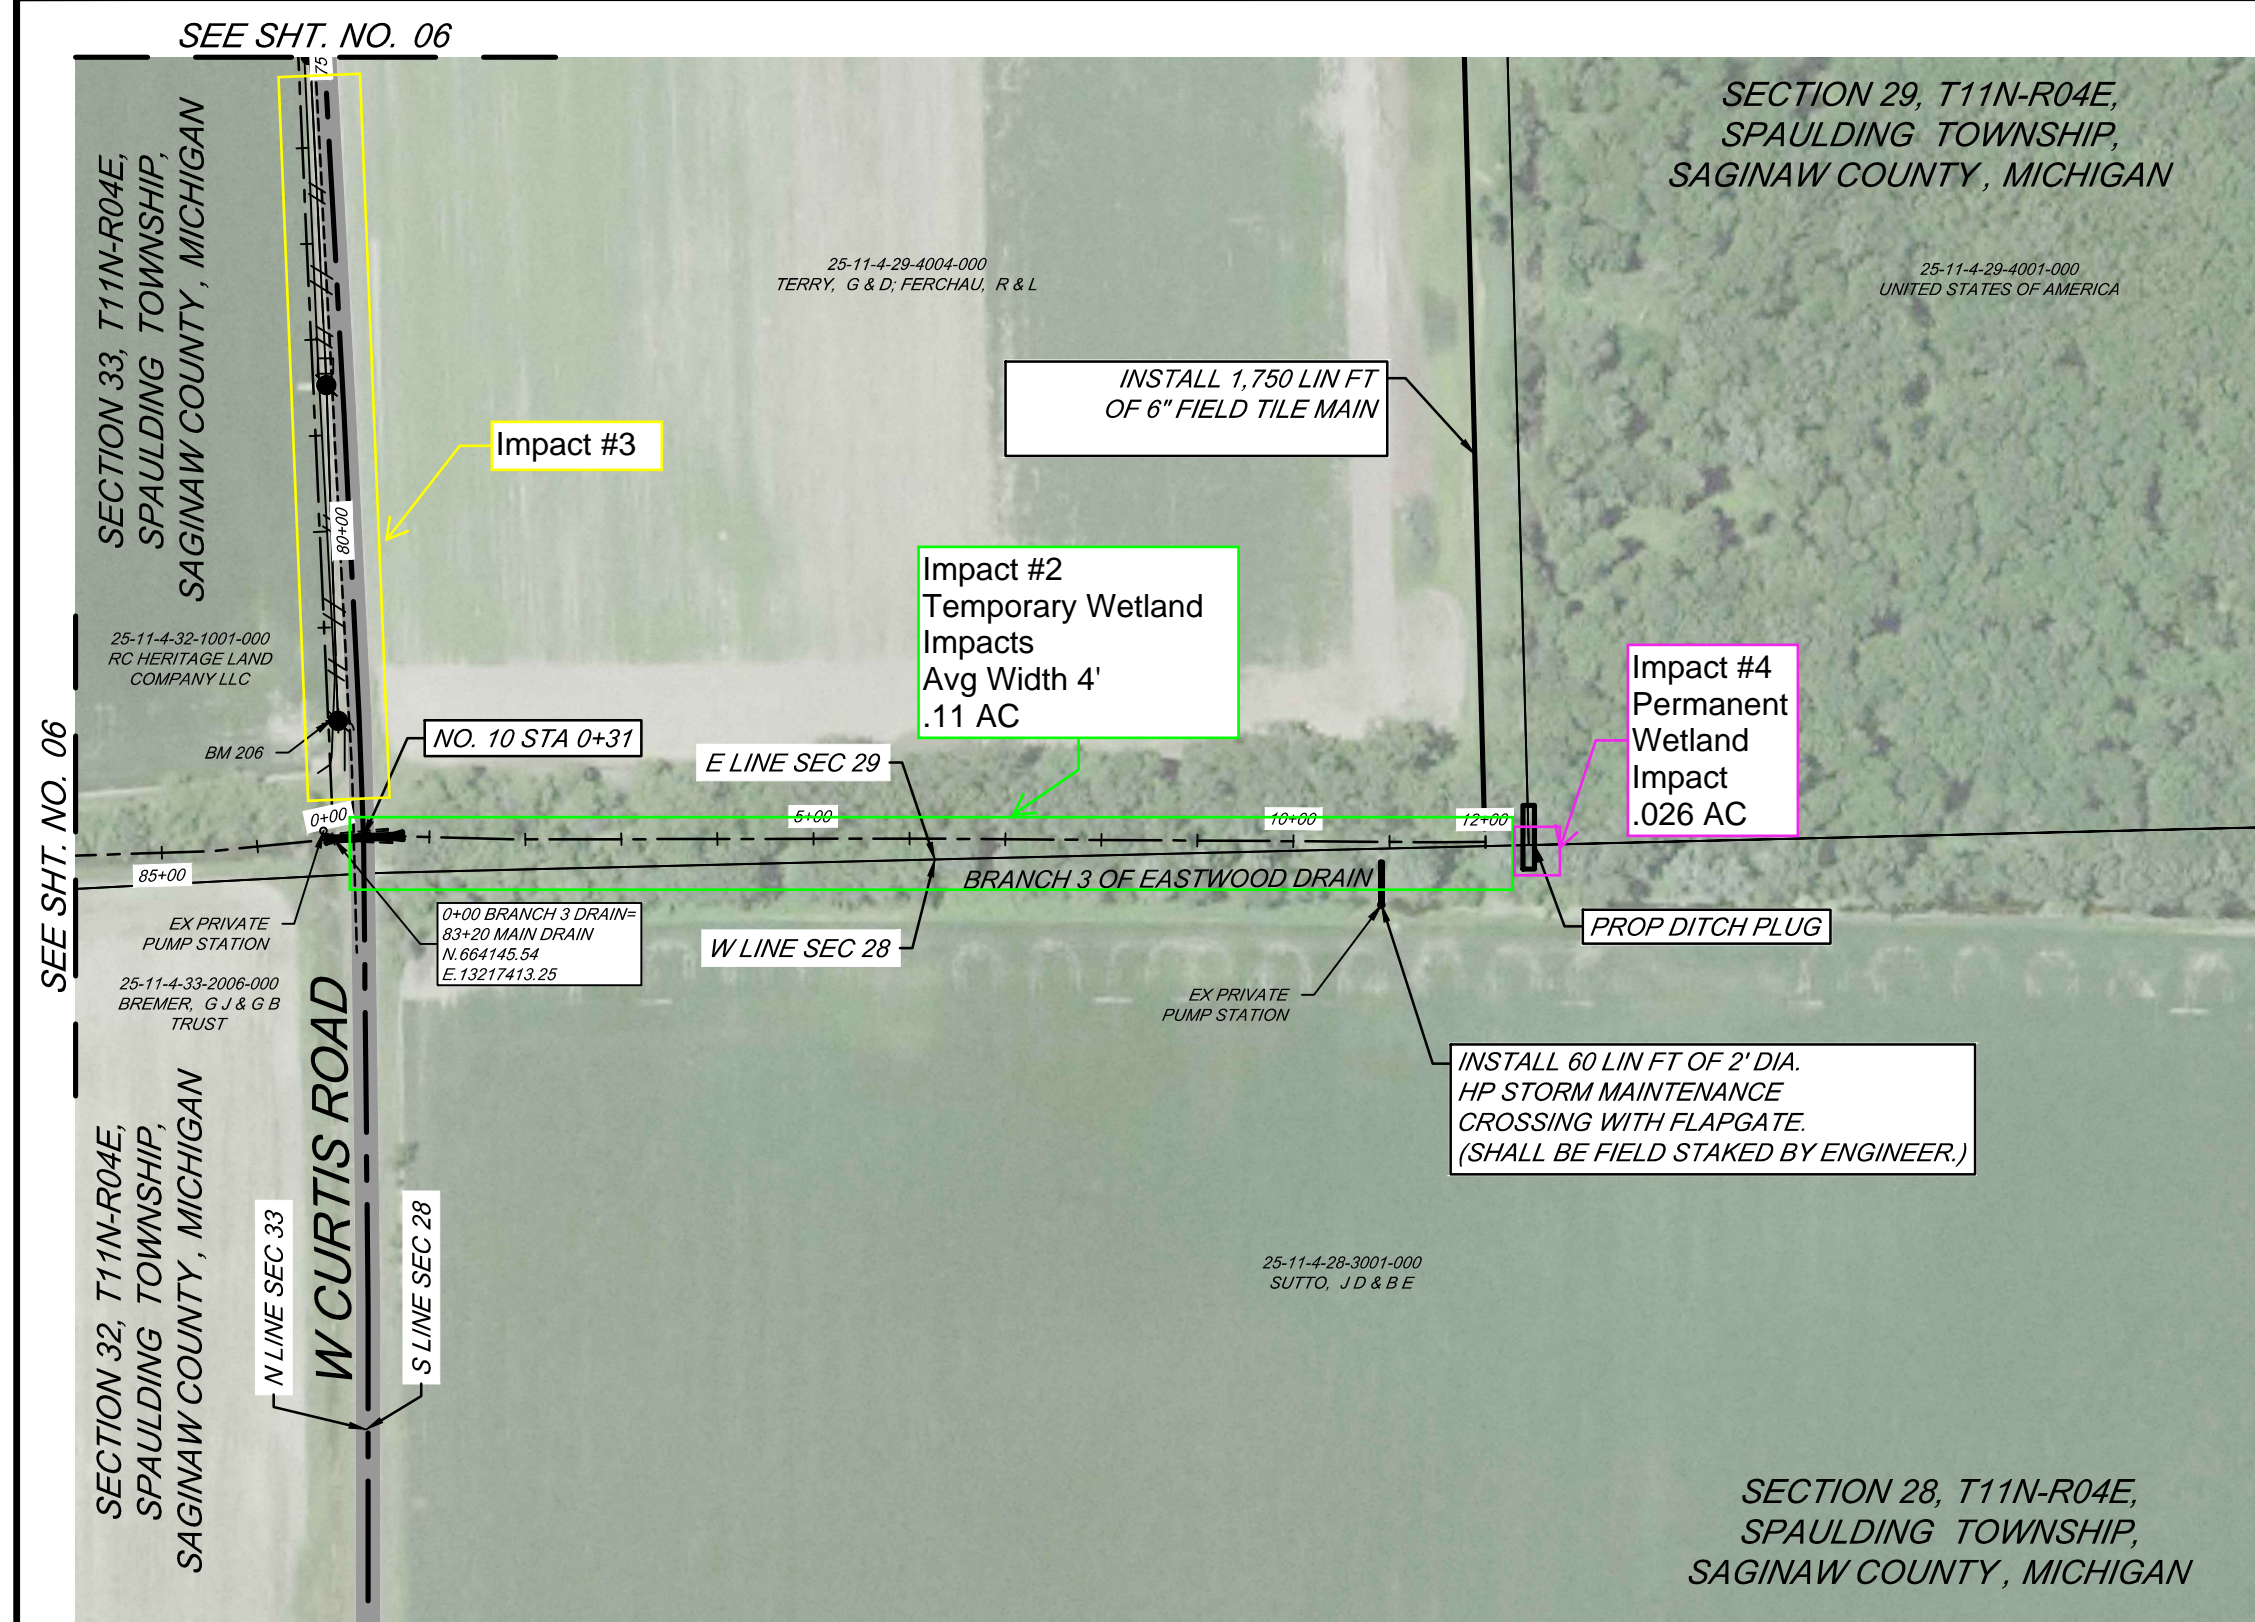 SEE SHT. NO. 06
75
SECTION 33, T11N-R04E,
SPAULDING TOWNSHIP,
SAGINAW COUNTY, MICHIGAN
SECTION 29, T11N-R04E,
SPAULDING TOWNSHIP,
SAGINAW COUNTY, MICHIGAN
25-11-4-29-4004-000
TERRY, G & D; FERCHAU, R & L
25-11-4-29-4001-000
UNITED STATES OF AMERICA
INSTALL 1,750 LIN FT
OF 6" FIELD TILE MAIN
Impact #3
80+00
Impact #2
Temporary Wetland
Impacts
Avg Width 4'
.11 AC
25-11-4-32-1001-000
RC HERITAGE LAND
COMPANY LLC
Impact #4
Permanent
Wetland
Impact
.026 AC
SEE SHT. NO. 06
BM 206
NO. 10 STA 0+31
E LINE SEC 29
0+00
5+00
10+00
12+00
85+00
BRANCH 3 OF EASTWOOD DRAIN
EX PRIVATE
PUMP STATION
0+00 BRANCH 3 DRAIN=
83+20 MAIN DRAIN
N.664145.54
E.13217413.25
W LINE SEC 28
PROP DITCH PLUG
25-11-4-33-2006-000
BREMER, G J & G B
TRUST
EX PRIVATE
PUMP STATION
INSTALL 60 LIN FT OF 2' DIA.
HP STORM MAINTENANCE
CROSSING WITH FLAPGATE.
(SHALL BE FIELD STAKED BY ENGINEER.)
W CURTIS ROAD
SECTION 32, T11N-R04E,
SPAULDING TOWNSHIP,
SAGINAW COUNTY, MICHIGAN
N LINE SEC 33
S LINE SEC 28
25-11-4-28-3001-000
SUTTO, J D & B E
SECTION 28, T11N-R04E,
SPAULDING TOWNSHIP,
SAGINAW COUNTY, MICHIGAN